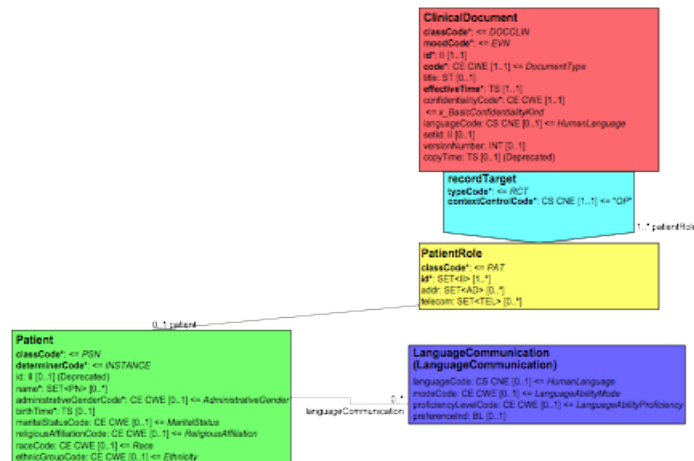 ClinicalDocument
classCode*: <= DOCCLIN
moodCode*: <= EVN
id*: II [1..1]
code*: CE CWE [1..1] <= DocumentType
title: ST [0..1]
effectiveTime*: TS [1..1]
confidentialityCode*: CE CWE [1..1]
<= x_BasicConfidentialityKind
languageCode: CS CNE [0..1] <= HumanLanguage
setId: II [0..1]
versionNumber: INT [0..1]
copyTime: TS [0..1] (Deprecated)
recordTarget
typeCode*: <= RCT
contextControlCode*: CS CNE [1..1] <= "OP"
1..* patientRole
PatientRole
classCode*: <= PAT
id*: SET<II> [1..*]
addr: SET<AD> [0..*]
telecom: SET<TEL> [0..*]
0..1 patient
Patient
classCode*: <= PSN
determinerCode*: <= INSTANCE
id: II [0..1] (Deprecated)
name*: SET<PN> [0..*]
administrativeGenderCode*: CE CWE [0..1] <= AdministrativeGender
birthTime*: TS [0..1]
maritalStatusCode: CE CWE [0..1] <= MaritalStatus
religiousAffiliationCode: CE CWE [0..1] <= ReligiousAffiliation
raceCode: CE CWE [0..1] <= Race
ethnicGroupCode: CE CWE [0..1] <= Ethnicity
0..*
languageCommunication
LanguageCommunication
(LanguageCommunication)
languageCode: CS CNE [0..1] <= HumanLanguage
modeCode: CE CWE [0..1] <= LanguageAbilityMode
proficiencyLevelCode: CE CWE [0..1] <= LanguageAbilityProficiency
preferenceInd: BL [0..1]